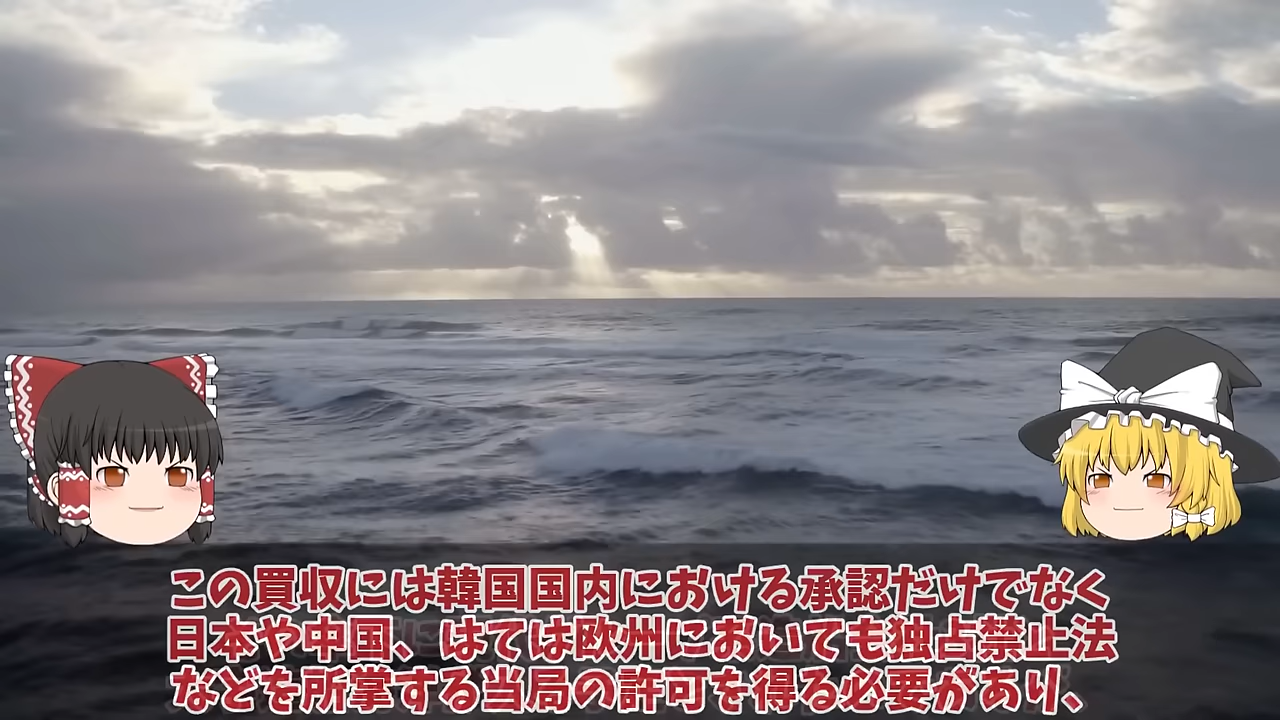 この買収には韓国国内における承認だけでなく
日本や中国、はては欧州においても独占禁止法
などを所掌する当局の許可を得る必要があり、